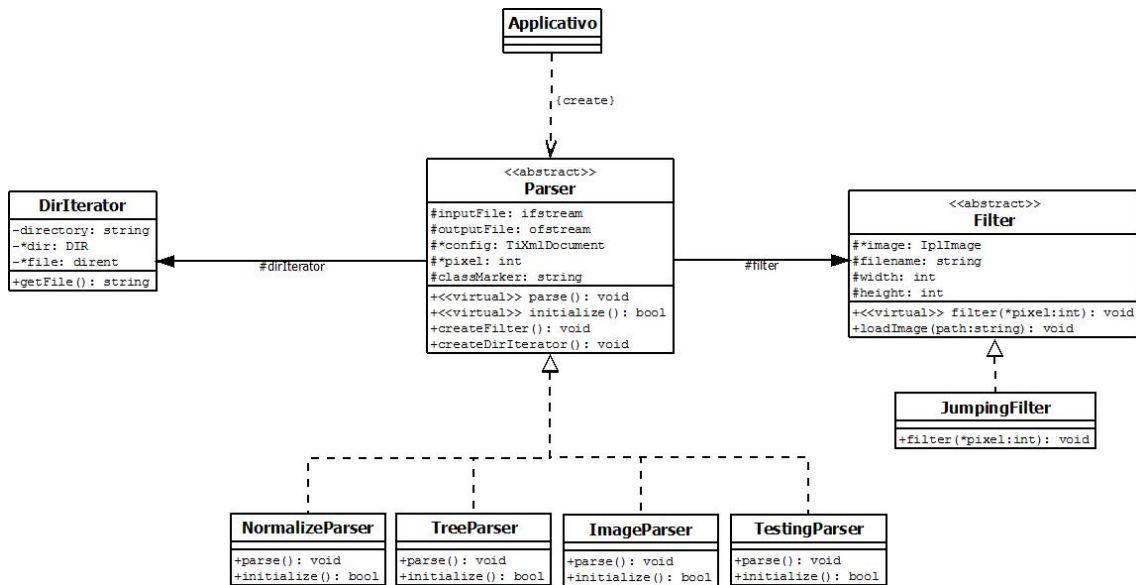 Applicativo
{create}
<<abstract>>
Parser
#inputFile: ifstream
#outputFile: ofstream
#*config: TiXmlDocument
#*pixel: int
#classMarker: string
+<<virtual>> parse(): void
+<<virtual>> initialize(): bool
+createFilter(): void
+createDirIterator(): void
DirIterator
-directory: string
-*dir: DIR
-*file: dirent
+getFile(): string
#dirIterator
#filter
<<abstract>>
Filter
#*image: IplImage
#filename: string
#width: int
#height: int
+<<virtual>> filter(*pixel:int): void
+loadImage(path:string): void
JumpingFilter
+filter(*pixel:int): void
NormalizeParser
+parse(): void
+initialize(): bool
TreeParser
+parse(): void
+initialize(): bool
ImageParser
+parse(): void
+initialize(): bool
TestingParser
+parse(): void
+initialize(): bool